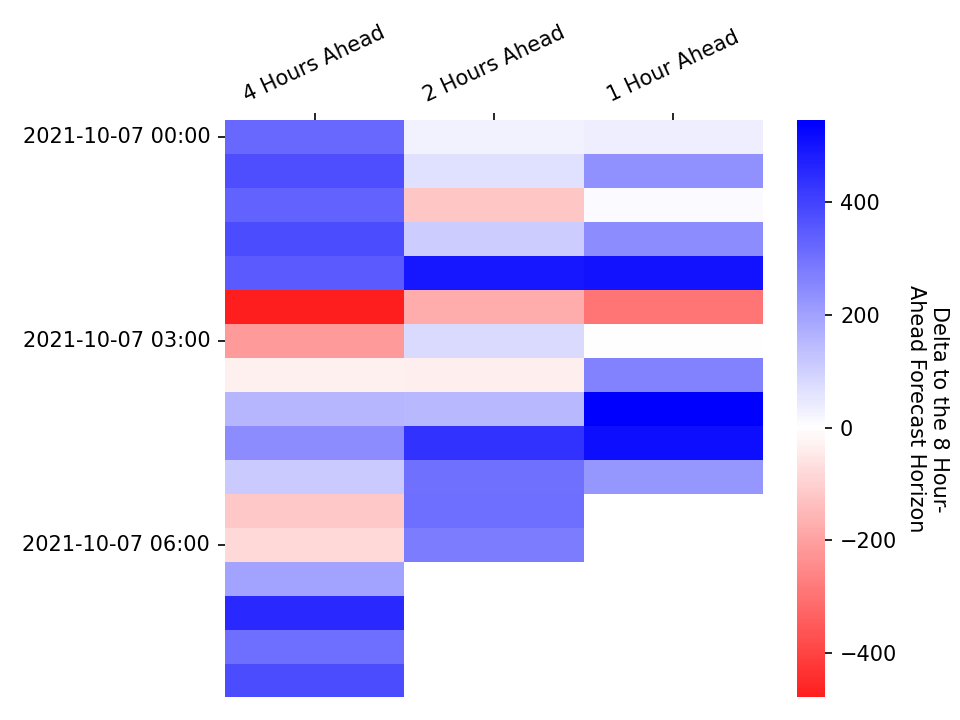 4 Hours Ahead
2 Hours Ahead
1 Hour Ahead
2021-10-07 00:00
2021-10-07 03:00
2021-10-07 06:00
400
200
0
−200
−400
Delta to the 8 Hour-
Ahead Forecast Horizon